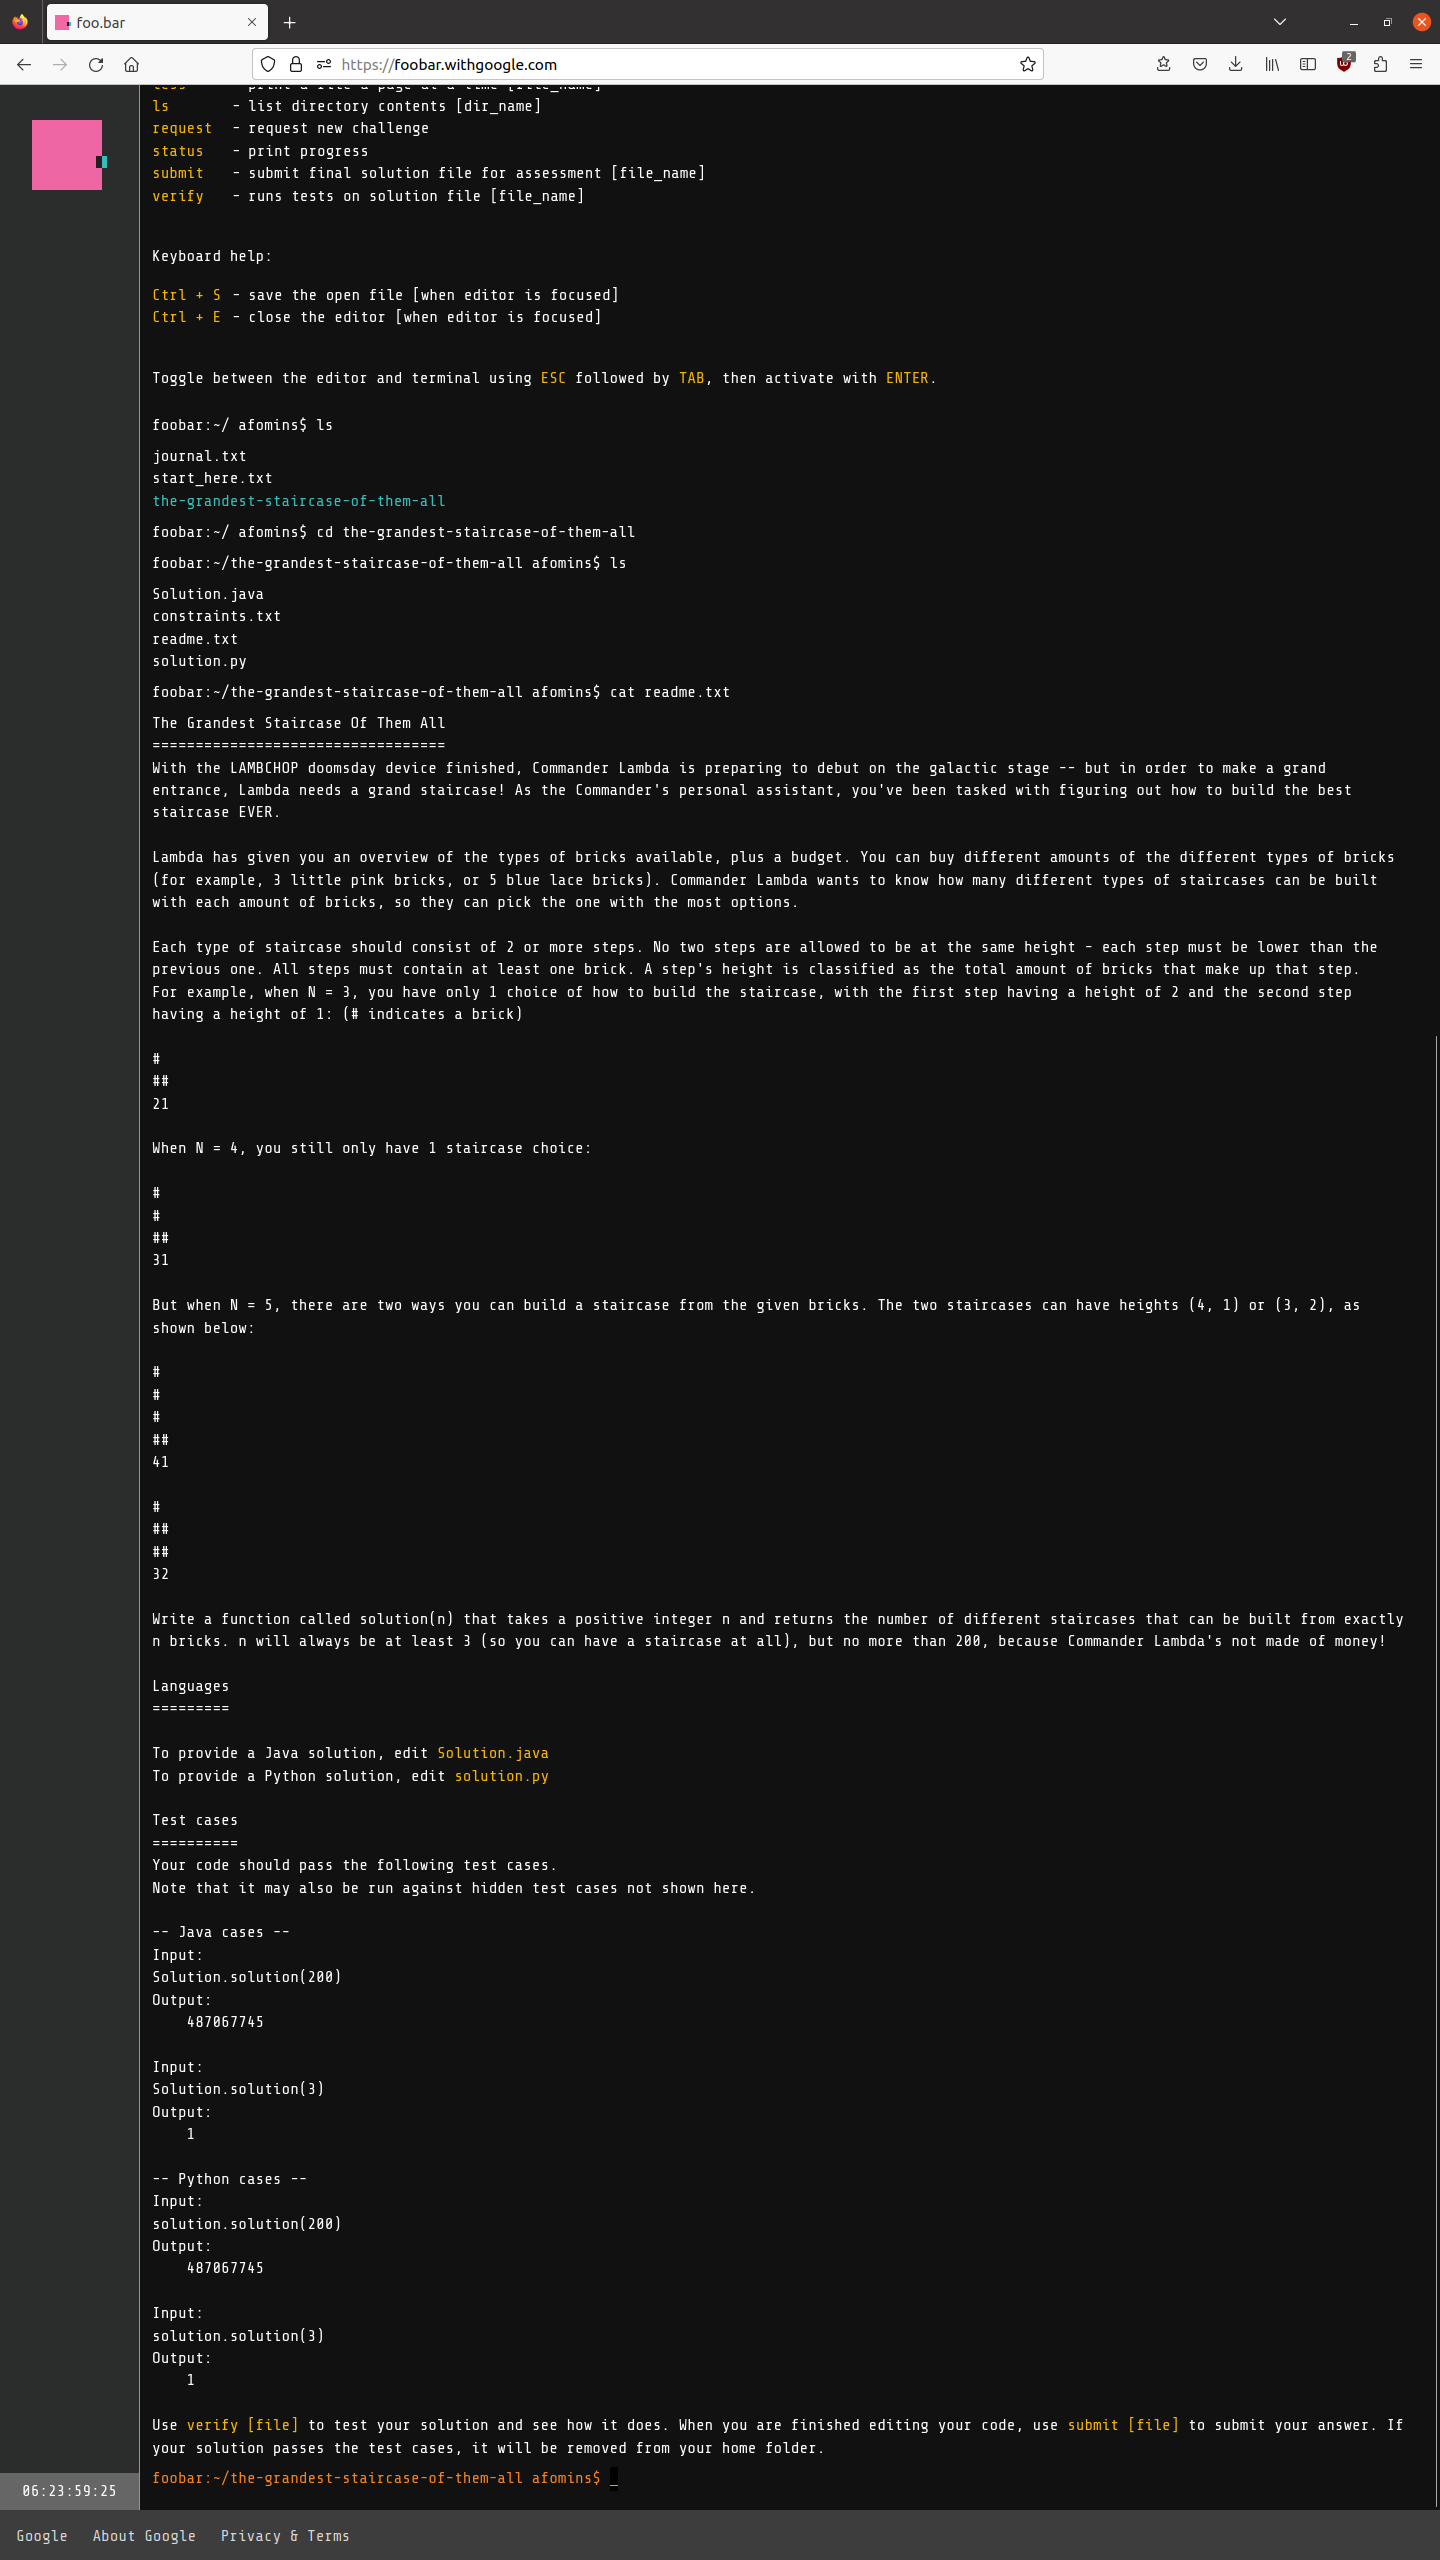 foo.bar
https://foobar.withgoogle.com
2
less - print a file a page at a time [file_name]
ls - list directory contents [dir_name]
request - request new challenge
status - print progress
submit - submit final solution file for assessment [file_name]
verify - runs tests on solution file [file_name]
Keyboard help:
Ctrl + S - save the open file [when editor is focused]
Ctrl + E - close the editor [when editor is focused]
Toggle between the editor and terminal using ESC followed by TAB, then activate with ENTER.
foobar:~/ afomins$ ls
journal.txt
start_here.txt
the-grandest-staircase-of-them-all
foobar:~/ afomins$ cd the-grandest-staircase-of-them-all
foobar:~/the-grandest-staircase-of-them-all afomins$ ls
Solution.java
constraints.txt
readme.txt
solution.py
foobar:~/the-grandest-staircase-of-them-all afomins$ cat readme.txt
The Grandest Staircase Of Them All
==================================
With the LAMBCHOP doomsday device finished, Commander Lambda is preparing to debut on the galactic stage -- but in order to make a grand
entrance, Lambda needs a grand staircase! As the Commander's personal assistant, you've been tasked with figuring out how to build the best
staircase EVER.
Lambda has given you an overview of the types of bricks available, plus a budget. You can buy different amounts of the different types of bricks
(for example, 3 little pink bricks, or 5 blue lace bricks). Commander Lambda wants to know how many different types of staircases can be built
with each amount of bricks, so they can pick the one with the most options.
Each type of staircase should consist of 2 or more steps. No two steps are allowed to be at the same height - each step must be lower than the
previous one. All steps must contain at least one brick. A step's height is classified as the total amount of bricks that make up that step.
For example, when N = 3, you have only 1 choice of how to build the staircase, with the first step having a height of 2 and the second step
having a height of 1: (# indicates a brick)
#
##
21
When N = 4, you still only have 1 staircase choice:
#
#
##
31
But when N = 5, there are two ways you can build a staircase from the given bricks. The two staircases can have heights (4, 1) or (3, 2), as
shown below:
#
#
#
##
41
#
##
##
32
Write a function called solution(n) that takes a positive integer n and returns the number of different staircases that can be built from exactly
n bricks. n will always be at least 3 (so you can have a staircase at all), but no more than 200, because Commander Lambda's not made of money!
Languages
=========
To provide a Java solution, edit Solution.java
To provide a Python solution, edit solution.py
Test cases
==========
Your code should pass the following test cases.
Note that it may also be run against hidden test cases not shown here.
-- Java cases --
Input:
Solution.solution(200)
Output:
487067745
Input:
Solution.solution(3)
Output:
1
-- Python cases --
Input:
solution.solution(200)
Output:
487067745
Input:
solution.solution(3)
Output:
1
Use verify [file] to test your solution and see how it does. When you are finished editing your code, use submit [file] to submit your answer. If
your solution passes the test cases, it will be removed from your home folder.
foobar:~/the-grandest-staircase-of-them-all afomins$ _
06:23:59:25
Google About Google Privacy & Terms